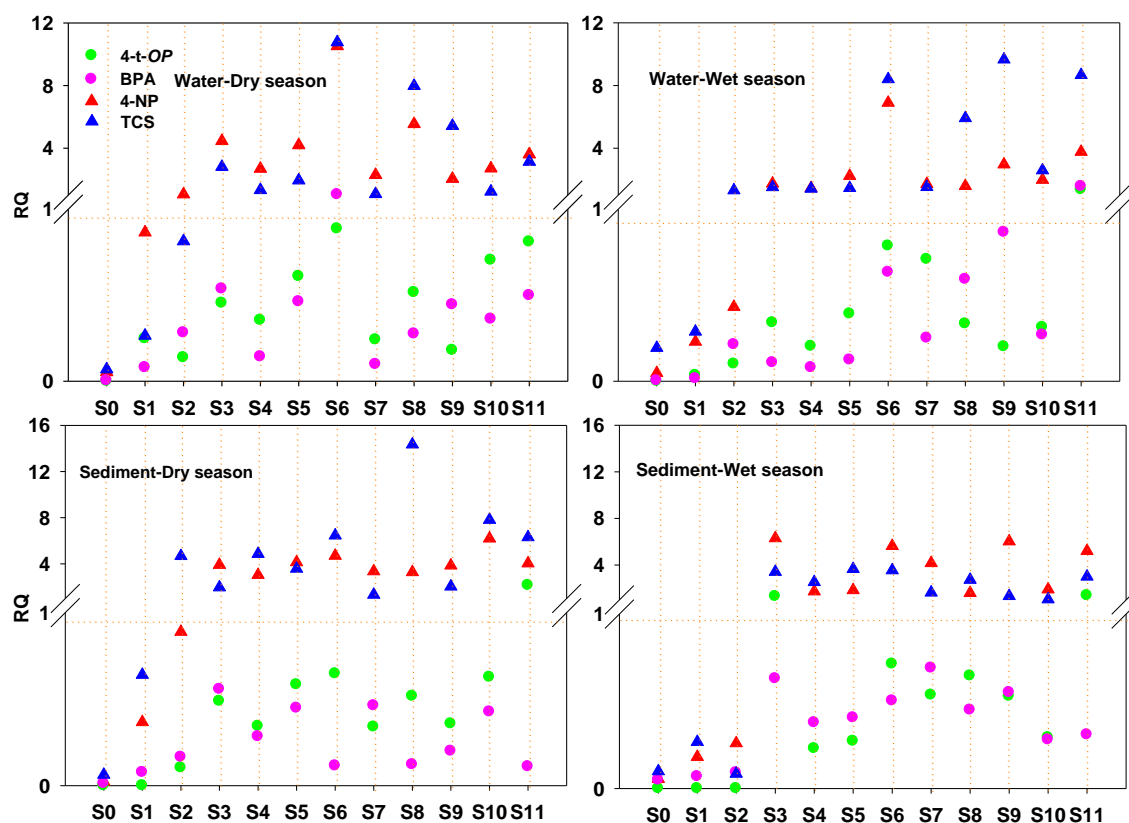 12
8
4
1
0
RQ
4-t-OP
BPA
4-NP
TCS
Water-Dry season
S0 S1 S2 S3 S4 S5 S6 S7 S8 S9 S10 S11
12
8
4
1
0
Water-Wet season
S0 S1 S2 S3 S4 S5 S6 S7 S8 S9 S10 S11
16
12
8
4
1
0
RQ
Sediment-Dry season
S0 S1 S2 S3 S4 S5 S6 S7 S8 S9 S10 S11
16
12
8
4
1
0
Sediment-Wet season
S0 S1 S2 S3 S4 S5 S6 S7 S8 S9 S10 S11